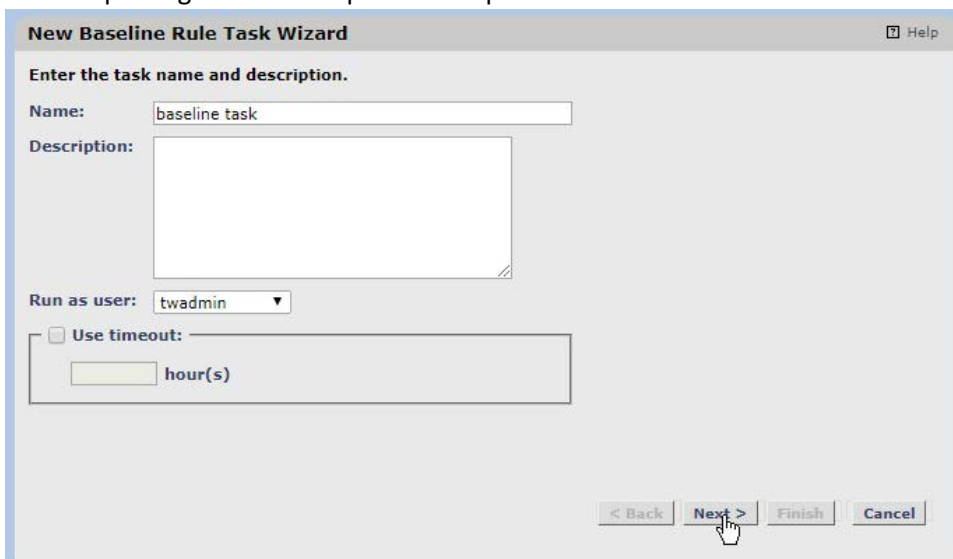 New Baseline Rule Task Wizard
Help
Enter the task name and description.
Name:
baseline task
Description:
Run as user:
twadmin
Use timeout:
hour(s)
< Back Next > Finish Cancel